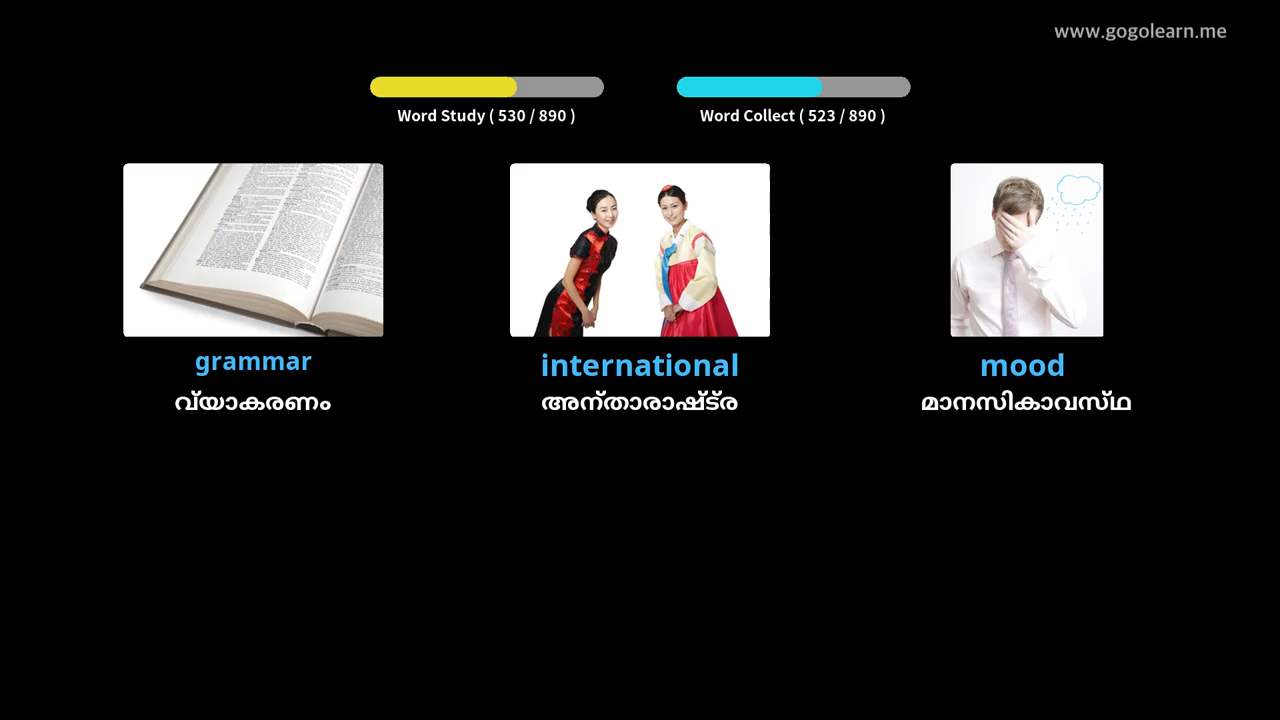 www.gogolearn.me
Word Study ( 530 / 890 )
Word Collect ( 523 / 890 )
grammar
international
mood
വ്യാകരണം
അന്താരാഷ്ട്ര
മാനസികാവസ്ഥ